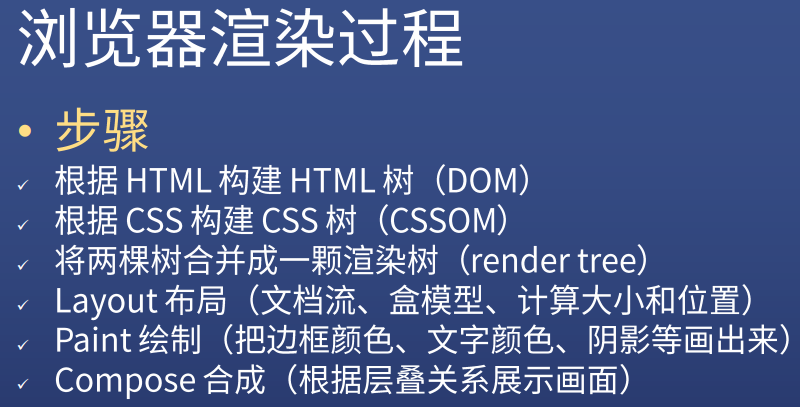 浏览器渲染过程
• 步骤
✓ 根据 HTML 构建 HTML 树（DOM）
✓ 根据 CSS 构建 CSS 树（CSSOM）
✓ 将两棵树合并成一颗渲染树（render tree）
✓ Layout 布局（文档流、盒模型、计算大小和位置）
✓ Paint 绘制（把边框颜色、文字颜色、阴影等画出来）
✓ Compose 合成（根据层叠关系展示画面）